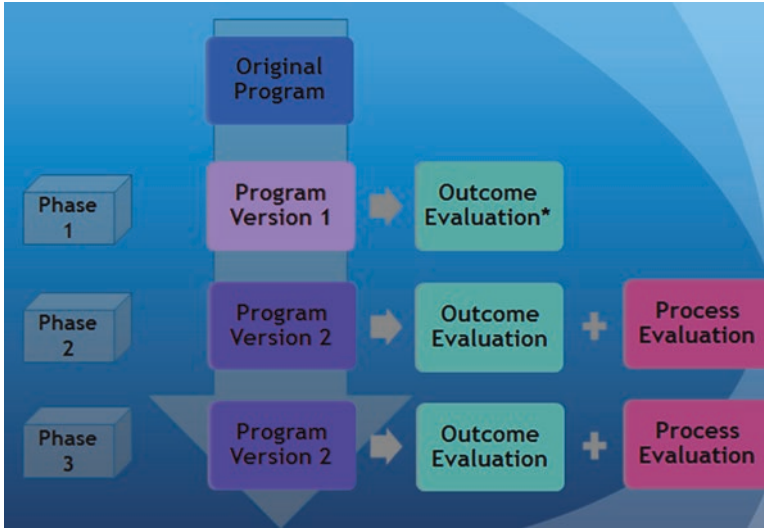 Original
Program
Phase
1
Program
Version 1
Outcome
Evaluation*
Phase
2
Program
Version 2
Outcome
Evaluation
+
Process
Evaluation
Phase
3
Program
Version 2
Outcome
Evaluation
+
Process
Evaluation